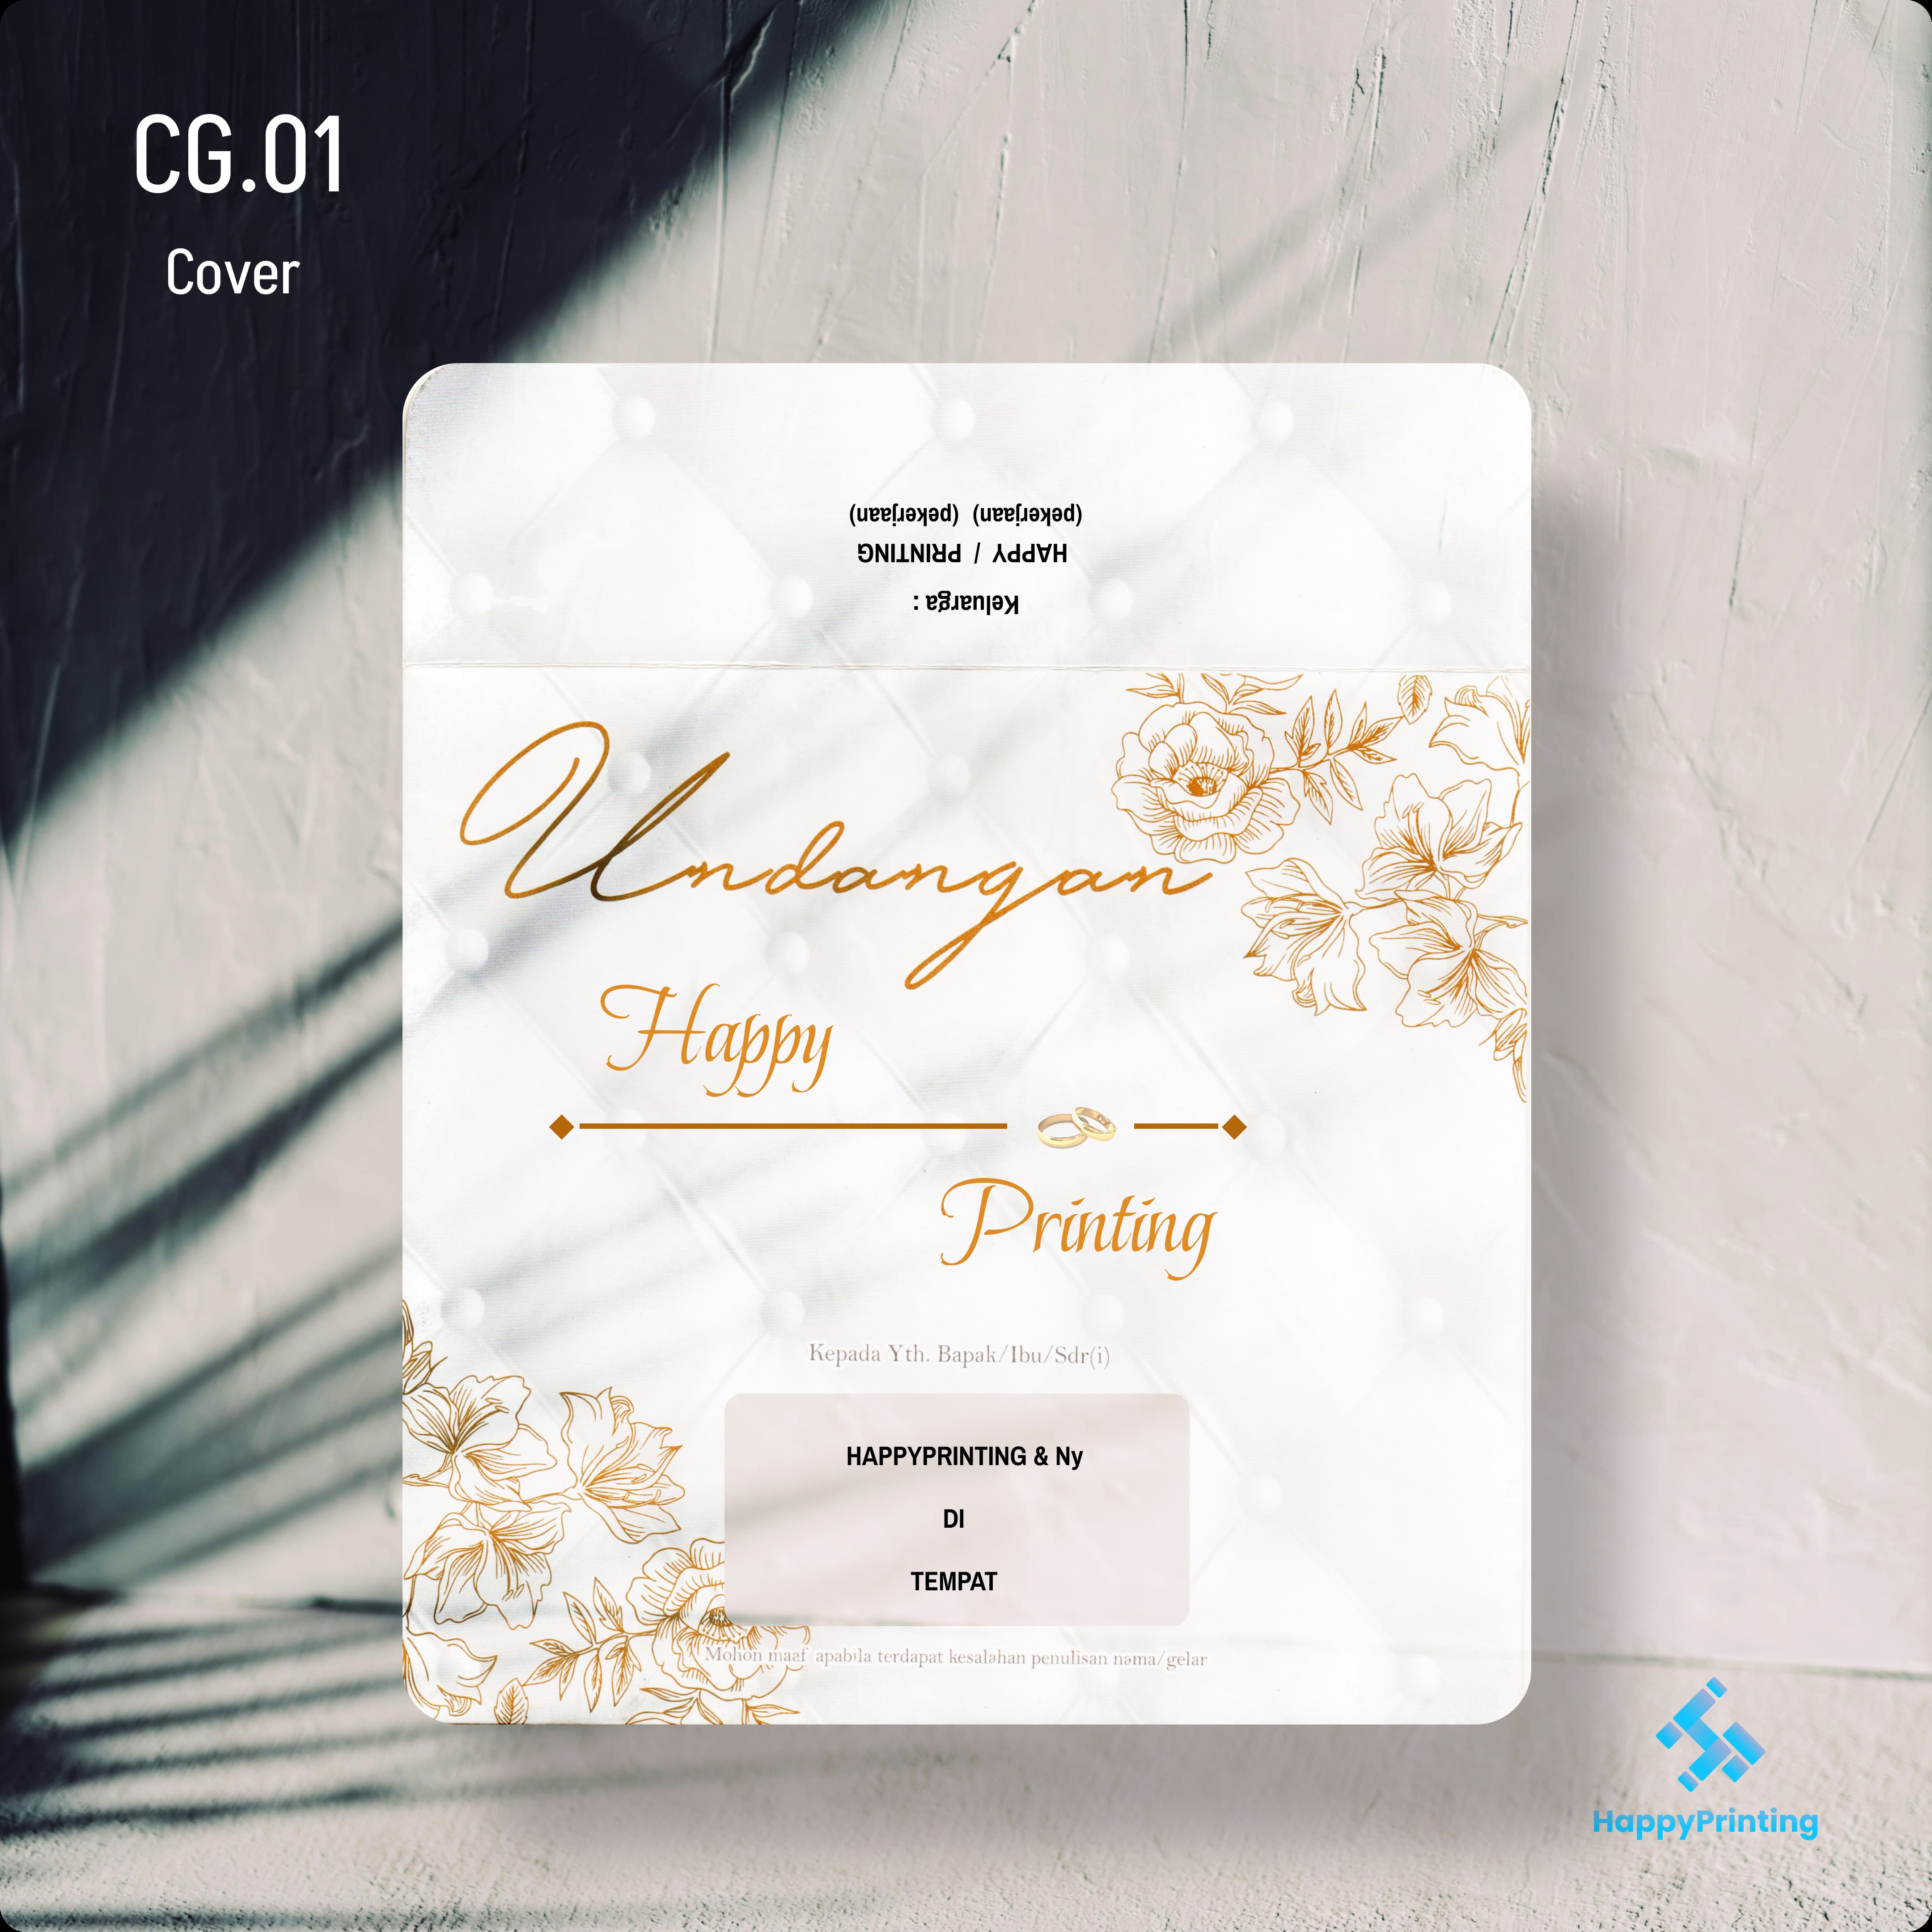 CG.01
Cover
Keluarga :
HAPPY / PRINTING
(pekerjaan) (pekerjaan)
Undangan
Happy
Printing
Kepada Yth. Bapak/Ibu/Sdr(i)
HAPPYPRINTING & Ny
DI
TEMPAT
Mohon maaf apabila terdapat kesalahan penulisan nama/gelar
HappyPrinting